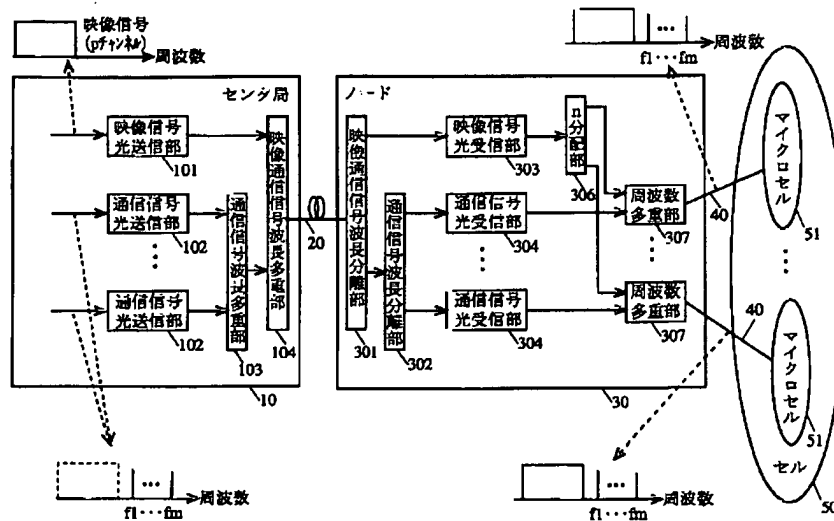 映像信号
(pチャンネル)
周波数
周波数
f1･･･fm
センタ局
ノード
映像信号
光送信部
101
通信信号
光送信部
102
通信信号
光送信部
102
通信信号波長多重部
103
映像通信信号波長多重部
104
10
20
映像通信信号波長分離部
301
通信信号波長分離部
302
映像信号
光受信部
303
通信信号
光受信部
304
通信信号
光受信部
304
n分配部
306
周波数
多重部
307
周波数
多重部
307
30
40
40
マイクロセル
51
マイクロセル
51
セル
50
周波数
f1･･･fm
周波数
f1･･･fm